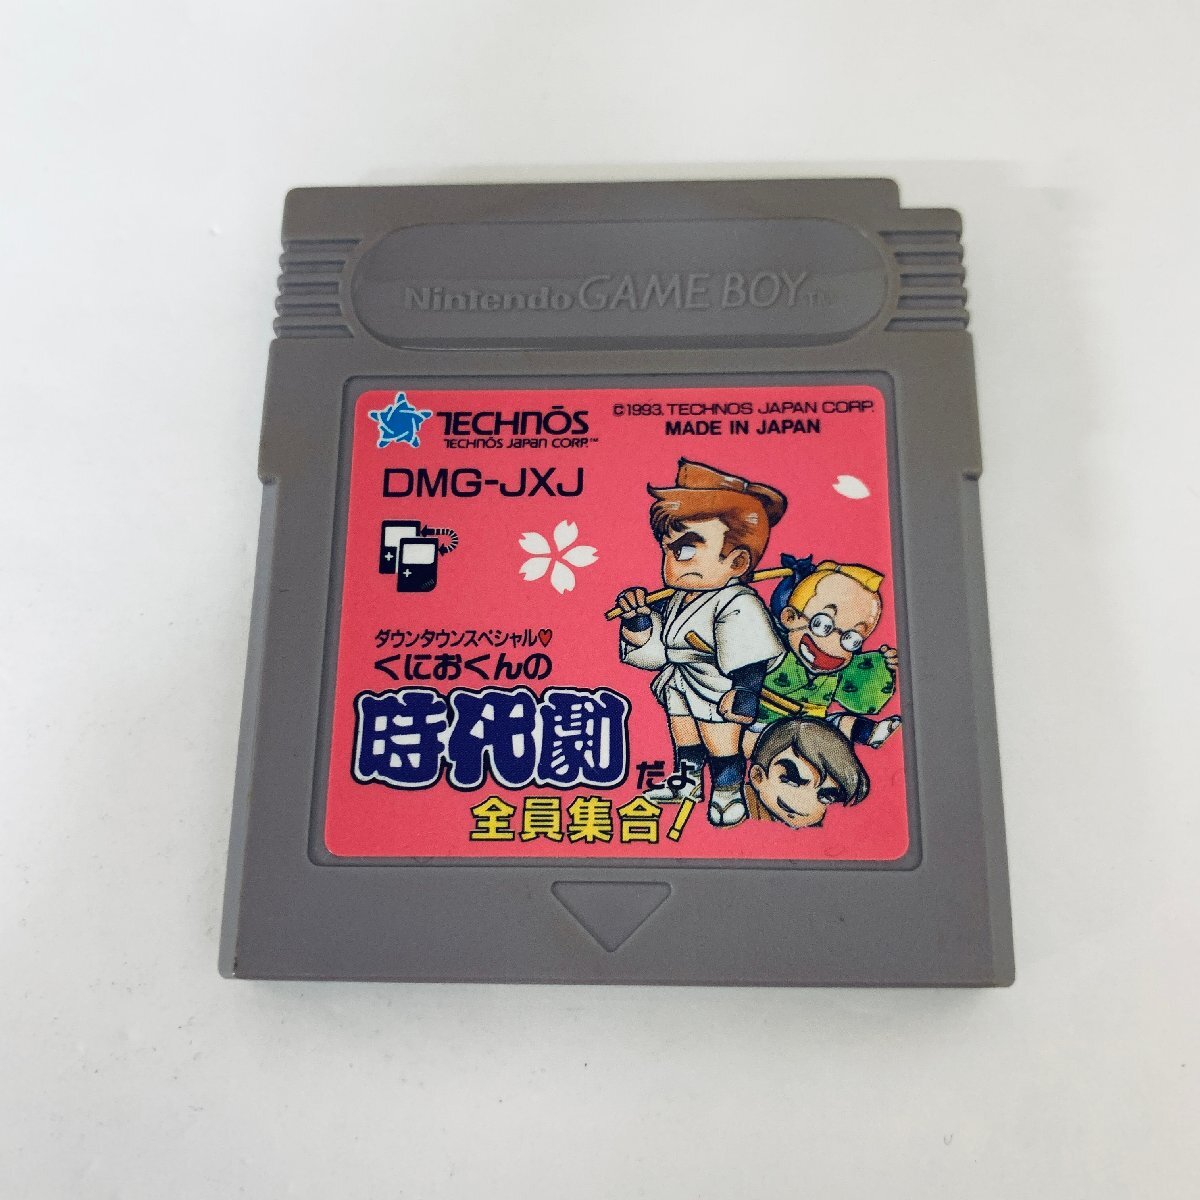 Nintendo GAME BOY TM
TECHNŌS
TECHNŌS JAPAN CORP.™
©1993. TECHNOS JAPAN CORP.
MADE IN JAPAN
DMG-JXJ
ダウンタウンスペシャル♥
くにおくんの
時代劇だよ
全員集合!